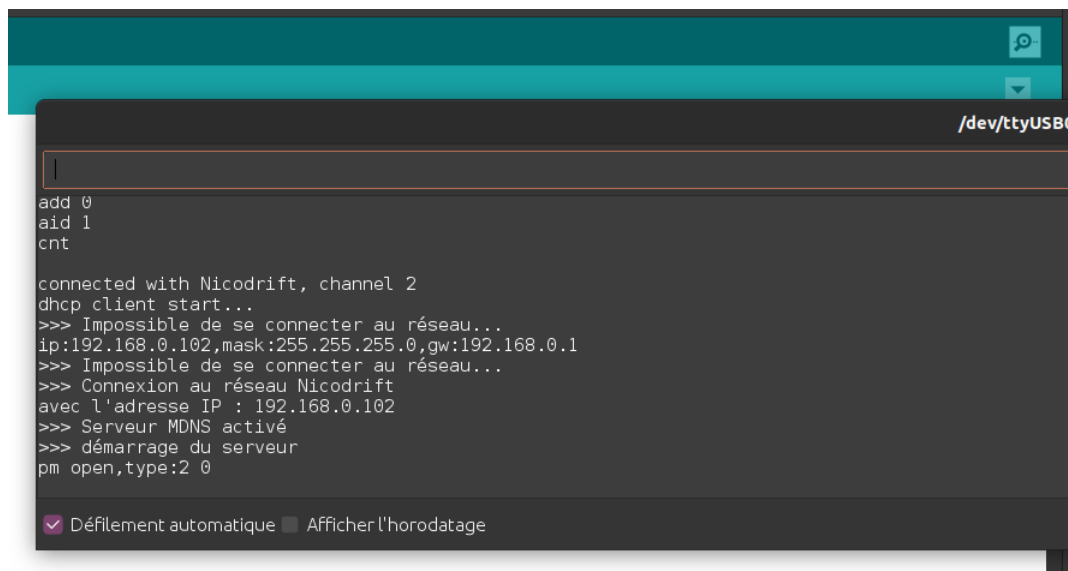 /dev/ttyUSB
add 0
aid 1
cnt
connected with Nicodrift, channel 2
dhcp client start...
>>> Impossible de se connecter au réseau...
ip:192.168.0.102,mask:255.255.255.0,gw:192.168.0.1
>>> Impossible de se connecter au réseau...
>>> Connexion au réseau Nicodrift
avec l'adresse IP : 192.168.0.102
>>> Serveur MDNS activé
>>> démarrage du serveur
pm open,type:2 0
Défilement automatique Afficher l'horodatage